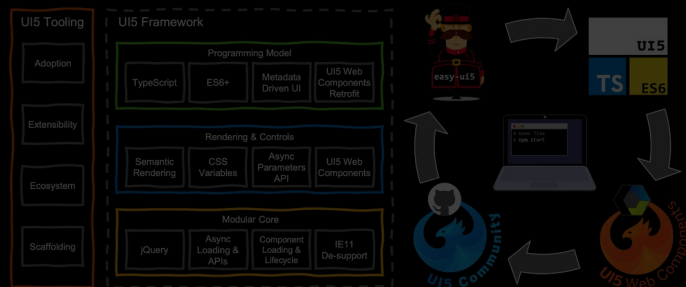 UI5 Tooling
Adoption
Extensibility
Ecosystem
Scaffolding
UI5 Framework
Programming Model
TypeScript
ES6+
Metadata
Driven UI
UI5 Web
Components
Retrofit
Rendering & Controls
Semantic
Rendering
CSS
Variables
Async
Parameters
API
UI5 Web
Components
Modular Core
jQuery
Async
Loading &
APIs
Component
Loading &
Lifecycle
IE11
De-support
easy-ui5
UI5
TS
ES6
> npm start
UI5 Community
UI5 Web Components